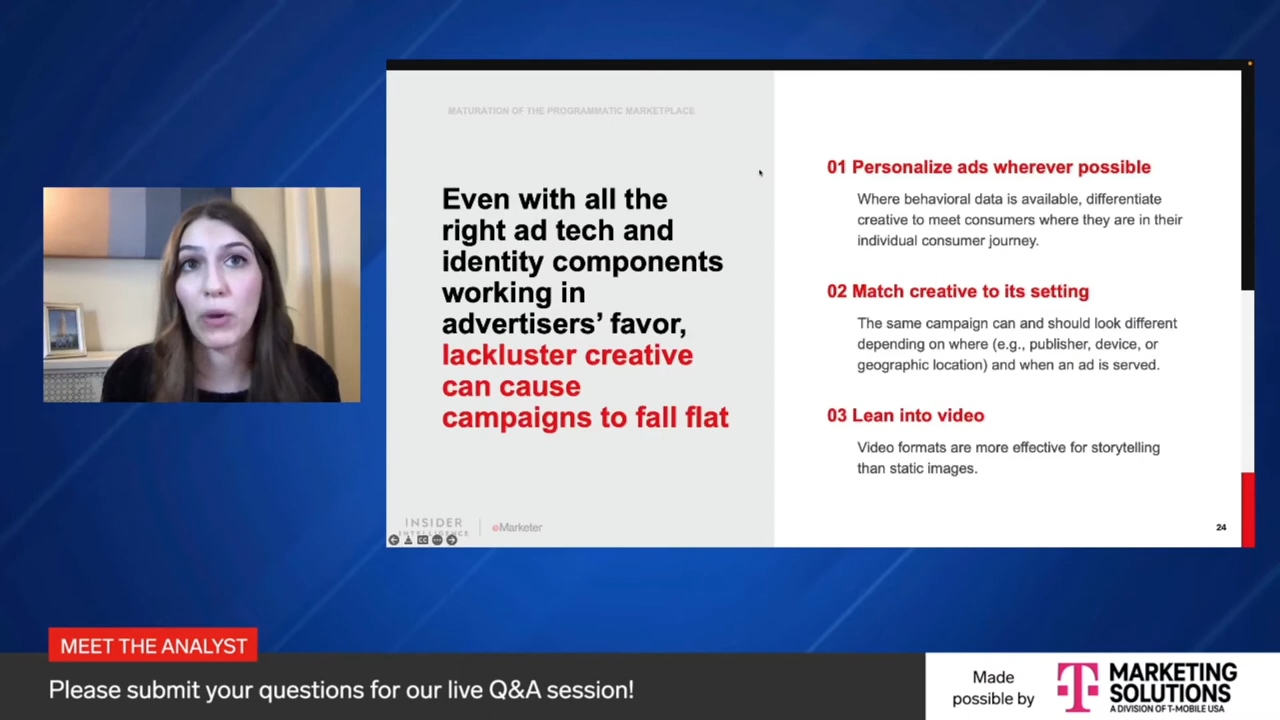 MATURATION OF THE PROGRAMMATIC MARKETPLACE
Even with all the
right ad tech and
identity components
working in
advertisers’ favor,
lackluster creative
can cause
campaigns to fall flat
01 Personalize ads wherever possible
Where behavioral data is available, differentiate
creative to meet consumers where they are in their
individual consumer journey.
02 Match creative to its setting
The same campaign can and should look different
depending on where (e.g., publisher, device, or
geographic location) and when an ad is served.
03 Lean into video
Video formats are more effective for storytelling
than static images.
INSIDER
INTELLIGENCE
eMarketer
24
MEET THE ANALYST
Please submit your questions for our live Q&A session!
Made
possible by
T MARKETING
SOLUTIONS
A DIVISION OF T-MOBILE USA